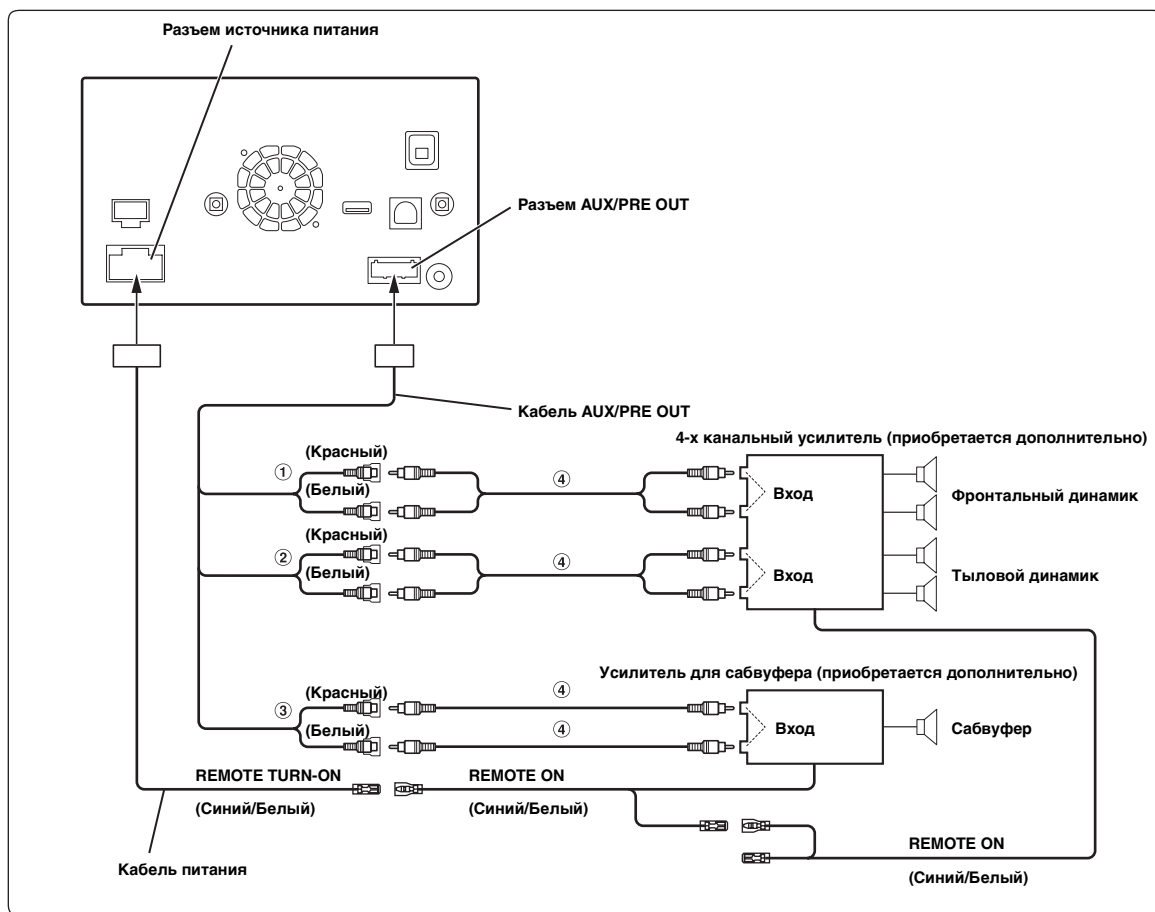 Разъем источника питания
Разъем AUX/PRE OUT
Кабель AUX/PRE OUT
4-х канальный усилитель (приобретается дополнительно)
(Красный)
①
④
(Белый)
Вход
Фронтальный динамик
(Красный)
②
④
(Белый)
Вход
Тыловой динамик
Усилитель для сабвуфера (приобретается дополнительно)
(Красный)
④
③
(Белый)
④
Вход
Сабвуфер
REMOTE TURN-ON
REMOTE ON
(Синий/Белый)
(Синий/Белый)
REMOTE ON
Кабель питания
(Синий/Белый)